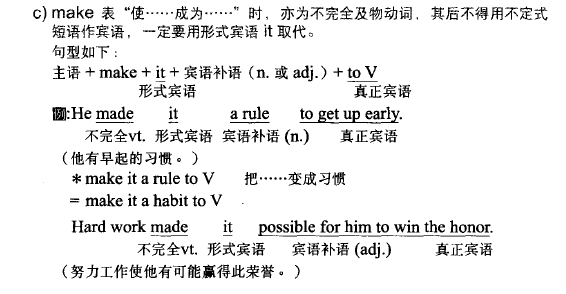 c) make 表“使……成为……”时，亦为不完全及物动词，其后不得用不定式
短语作宾语，一定要用形式宾语 it 取代。
句型如下：
主语 + make + it + 宾语补语（n. 或 adj.）+ to V
形式宾语 真正宾语
例:He made it a rule to get up early.
不完全vt. 形式宾语 宾语补语 (n.) 真正宾语
（他有早起的习惯。）
* make it a rule to V 把……变成习惯
= make it a habit to V
Hard work made it possible for him to win the honor.
不完全vt. 形式宾语 宾语补语 (adj.) 真正宾语
（努力工作使他有可能赢得此荣誉。）